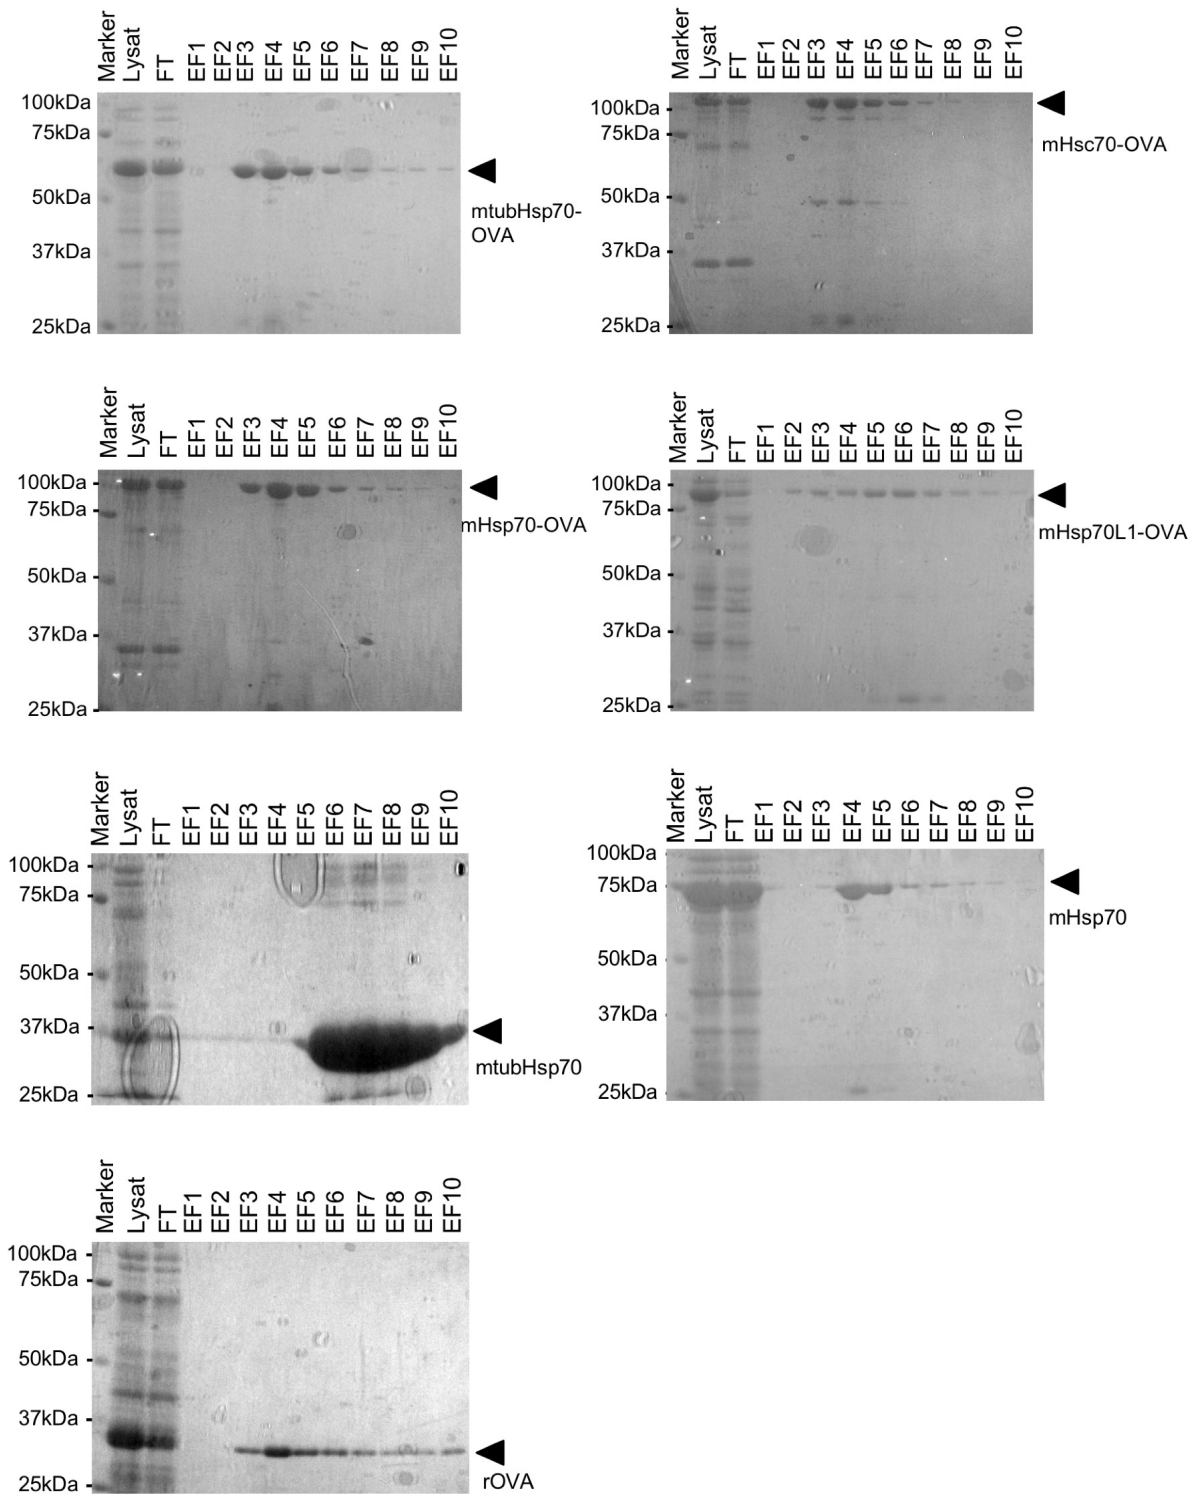 Marker Lysat FT EF1 EF2 EF3 EF4 EF5 EF6 EF7 EF8 EF9 EF10
100kDa
75kDa
50kDa
37kDa
25kDa
mtubHsp70-
OVA
Marker Lysat FT EF1 EF2 EF3 EF4 EF5 EF6 EF7 EF8 EF9 EF10
100kDa
75kDa
50kDa
37kDa
25kDa
mHsc70-OVA
Marker Lysat FT EF1 EF2 EF3 EF4 EF5 EF6 EF7 EF8 EF9 EF10
100kDa
75kDa
50kDa
37kDa
25kDa
mHsp70-OVA
Marker Lysat FT EF1 EF2 EF3 EF4 EF5 EF6 EF7 EF8 EF9 EF10
100kDa
75kDa
50kDa
37kDa
25kDa
mHsp70L1-OVA
Marker Lysat FT EF1 EF2 EF3 EF4 EF5 EF6 EF7 EF8 EF9 EF10
100kDa
75kDa
50kDa
37kDa
25kDa
mtubHsp70
Marker Lysat FT EF1 EF2 EF3 EF4 EF5 EF6 EF7 EF8 EF9 EF10
100kDa
75kDa
50kDa
37kDa
25kDa
mHsp70
Marker Lysat FT EF1 EF2 EF3 EF4 EF5 EF6 EF7 EF8 EF9 EF10
100kDa
75kDa
50kDa
37kDa
25kDa
rOVA